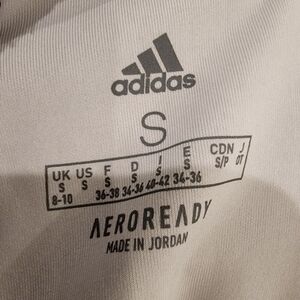 adidas
S
UK US F D I E CDN J
S S S S S S S/P OT
8-10 36-38 34-36 40-42 34-36
AEROREADY
MADE IN JORDAN